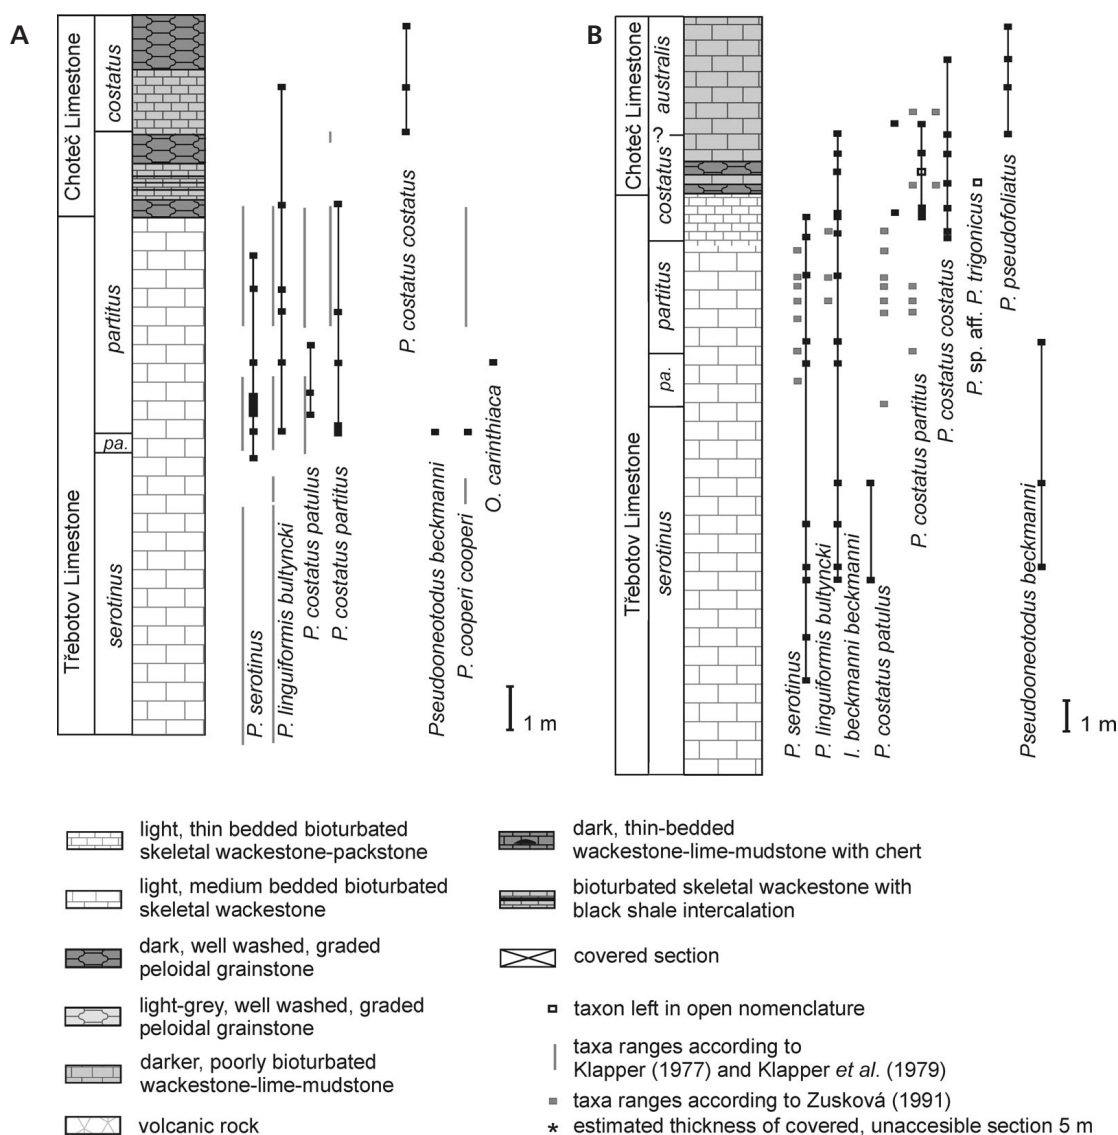 A
Choteč Limestone
Třebotov Limestone
costatus
partitus
pa.
serotinus
P. serotinus
P. linguiformis bultyncki
P. costatus patulus
P. costatus partitus
P. costatus costatus
Pseudooneotodus beckmanni
P. cooperi cooperi
O. carinthiaca
1 m
B
Choteč Limestone
Třebotov Limestone
australis
costatus ?
partitus
pa.
serotinus
P. serotinus
P. linguiformis bultyncki
I. beckmanni beckmanni
P. costatus patulus
P. costatus partitus
P. costatus costatus
P. sp. aff. P. trigonicus
P. pseudofoliatus
Pseudooneotodus beckmanni
1 m
light, thin bedded bioturbated
skeletal wackestone-packstone
light, medium bedded bioturbated
skeletal wackestone
dark, well washed, graded
peloidal grainstone
light-grey, well washed, graded
peloidal grainstone
darker, poorly bioturbated
wackestone-lime-mudstone
volcanic rock
dark, thin-bedded
wackestone-lime-mudstone with chert
bioturbated skeletal wackestone with
black shale intercalation
covered section
taxon left in open nomenclature
taxa ranges according to
Klapper (1977) and Klapper et al. (1979)
taxa ranges according to Zusková (1991)
* estimated thickness of covered, unaccesible section 5 m